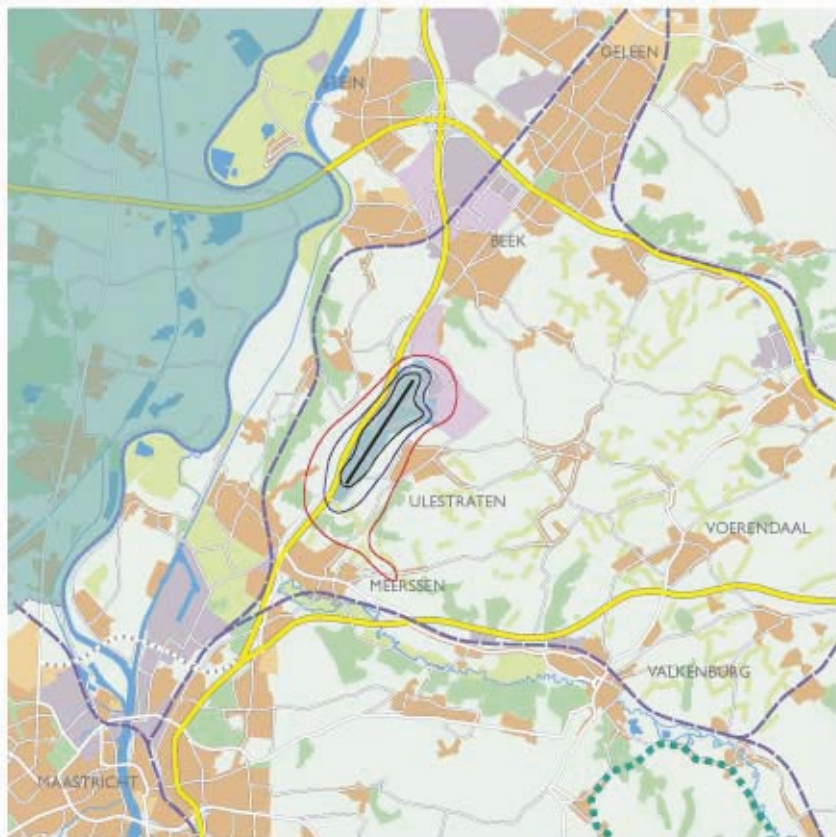 GELEEN
STEIN
BEEK
ULESTRATEN
VOERENDAAL
MEERSSEN
VALKENBURG
MAASTRICHT